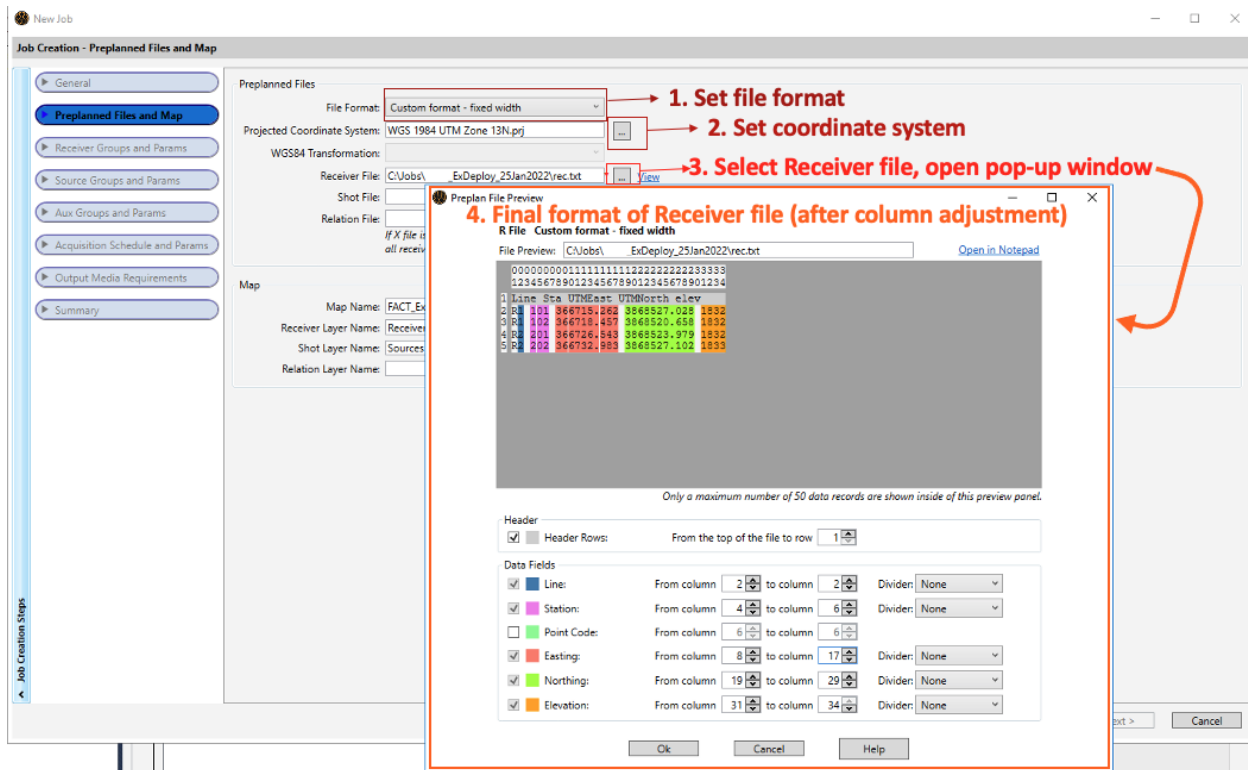 New Job
Job Creation - Preplanned Files and Map
General
Preplanned Files and Map
Receiver Groups and Params
Source Groups and Params
Aux Groups and Params
Acquisition Schedule and Params
Output Media Requirements
Summary
Job Creation Steps
Preplanned Files
File Format: Custom format - fixed width
1. Set file format
Projected Coordinate System: WGS 1984 UTM Zone 13N.prj ...
2. Set coordinate system
WGS84 Transformation:
Receiver File: C:\Jobs\ _ExDeploy_25Jan2022\rec.txt ... View
3. Select Receiver file, open pop-up window
Shot File:
Relation File:
If X file is
all receiv
Map
Map Name: FACT_Ex
Receiver Layer Name: Receiver
Shot Layer Name: Sources
Relation Layer Name:
Preplan File Preview
4. Final format of Receiver file (after column adjustment)
R File Custom format - fixed width
File Preview: C:\Jobs\ _ExDeploy_25Jan2022\rec.txt Open in Notepad
0000000001111111111222222222233333
1234567890123456789012345678901234
1 Line Sta UTMEast UTMNorth elev
2 R1 101 366715.262 3868527.028 1832
3 R1 102 366718.457 3868520.658 1832
4 R2 201 366726.543 3868523.979 1832
5 R2 202 366732.983 3868527.102 1833
Only a maximum number of 50 data records are shown inside of this preview panel.
Header
Header Rows: From the top of the file to row 1
Data Fields
Line: From column 2 to column 2 Divider: None
Station: From column 4 to column 6 Divider: None
Point Code: From column 6 to column 6
Easting: From column 8 to column 17 Divider: None
Northing: From column 19 to column 29 Divider: None
Elevation: From column 31 to column 34 Divider: None
Ok Cancel Help
ext > Cancel